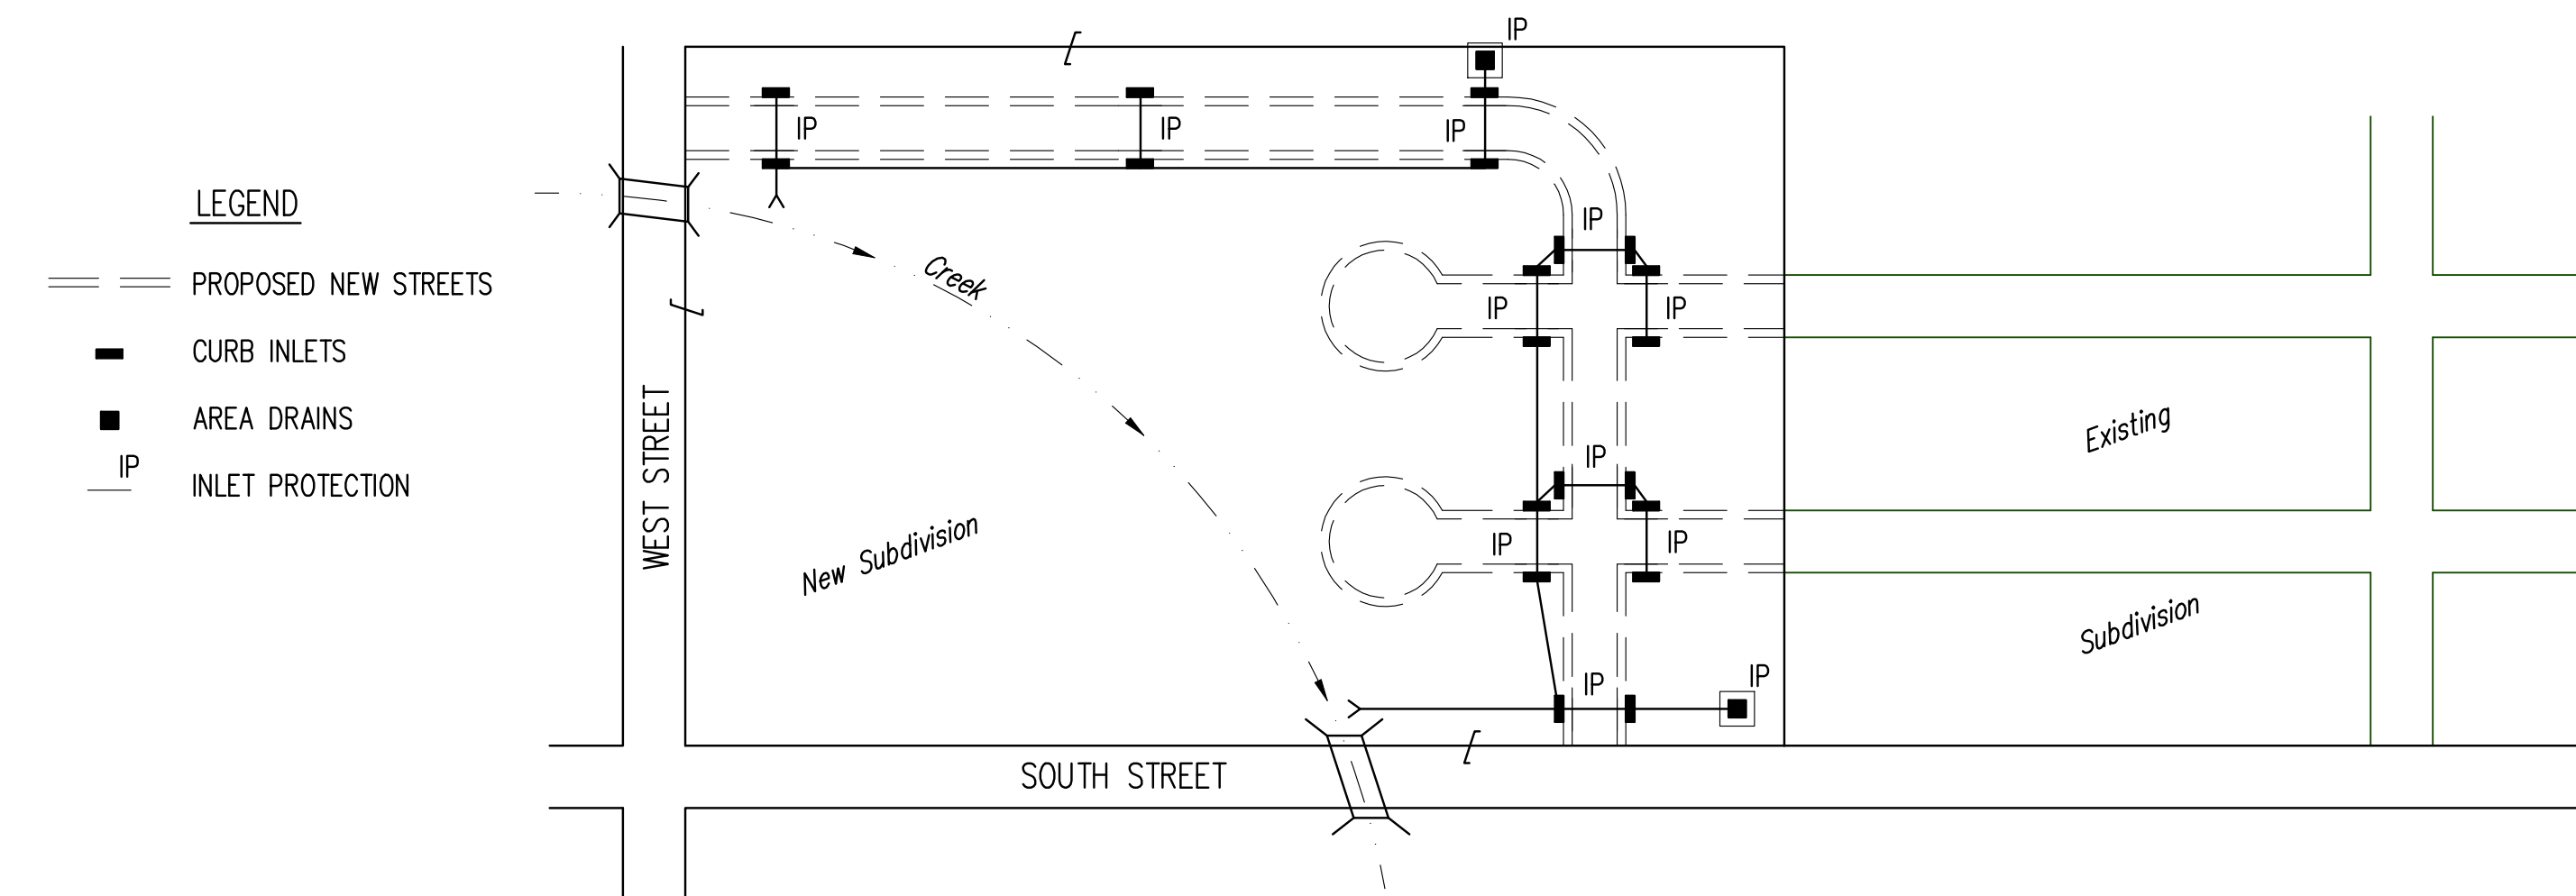 LEGEND
PROPOSED NEW STREETS
CURB INLETS
AREA DRAINS
IP
INLET PROTECTION
WEST STREET
SOUTH STREET
Creek
New Subdivision
IP
IP
IP
IP
IP
IP
IP
IP
IP
IP
IP
IP
Existing
Subdivision